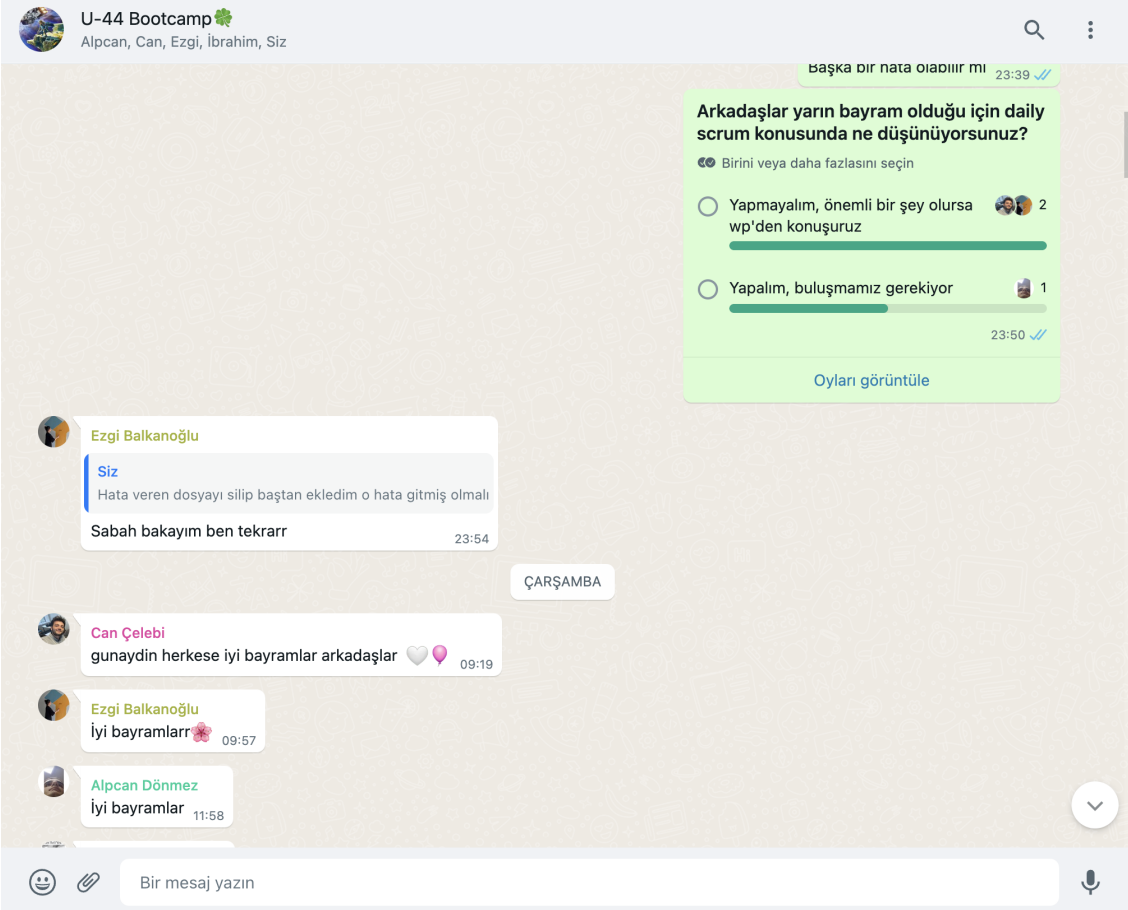 U-44 Bootcamp🍀
Alpcan, Can, Ezgi, İbrahim, Siz
Başka bir hata olabilir mi
23:39
Arkadaşlar yarın bayram olduğu için daily
scrum konusunda ne düşünüyorsunuz?
Birini veya daha fazlasını seçin
Yapmayalım, önemli bir şey olursa
wp'den konuşuruz
2
Yapalım, buluşmamız gerekiyor
1
23:50
Oyları görüntüle
Ezgi Balkanoğlu
Siz
Hata veren dosyayı silip baştan ekledim o hata gitmiş olmalı
Sabah bakayım ben tekrarr
23:54
ÇARŞAMBA
Can Çelebi
gunaydin herkese iyi bayramlar arkadaşlar 🤍🎈
09:19
Ezgi Balkanoğlu
İyi bayramlarr🌸
09:57
Alpcan Dönmez
İyi bayramlar
11:58
Bir mesaj yazın